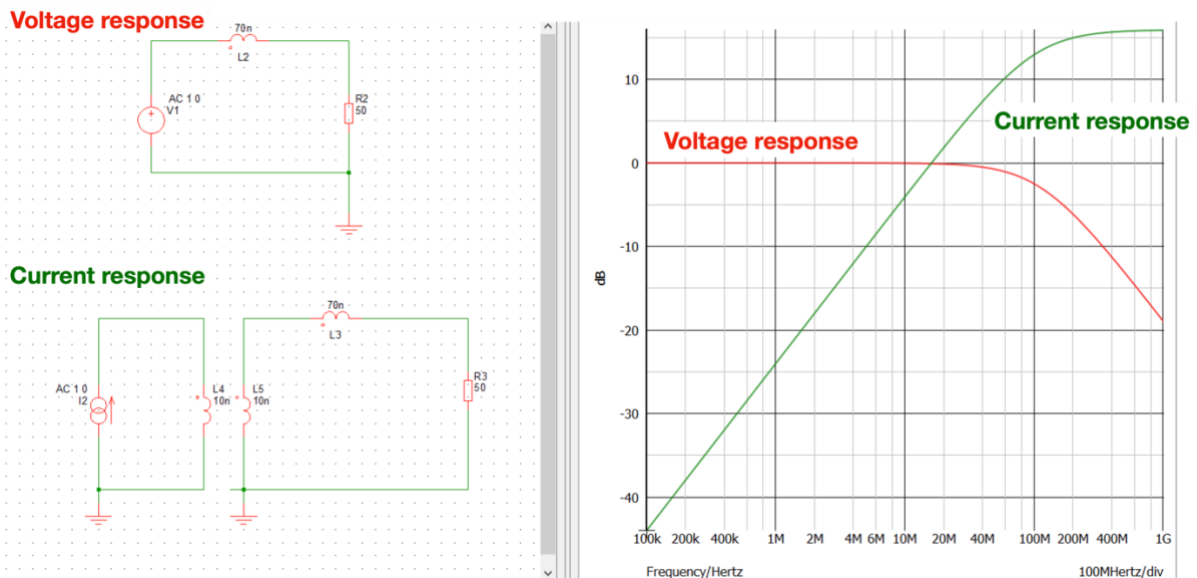 Voltage response
70n
L2
AC 1 0
V1
R2
50
Current response
70n
L3
AC 1 0
I2
L4
10n
L5
10n
R3
50
10
0
-10
-20
-30
-40
dB
Voltage response
Current response
100k 200k 400k 1M 2M 4M 6M 10M 20M 40M 100M 200M 400M 1G
Frequency/Hertz
100MHertz/div